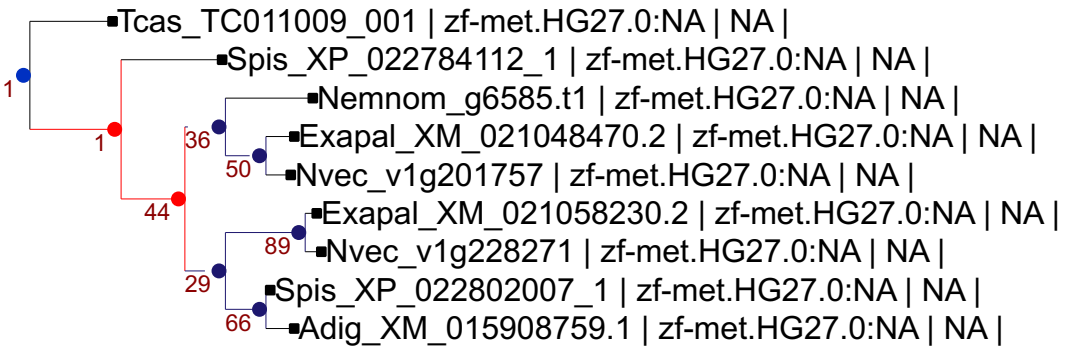 Tcas_TC011009_001 | zf-met.HG27.0:NA | NA |
1
Spis_XP_022784112_1 | zf-met.HG27.0:NA | NA |
Nemnom_g6585.t1 | zf-met.HG27.0:NA | NA |
1
36
Exapal_XM_021048470.2 | zf-met.HG27.0:NA | NA |
50
Nvec_v1g201757 | zf-met.HG27.0:NA | NA |
44
Exapal_XM_021058230.2 | zf-met.HG27.0:NA | NA |
89
Nvec_v1g228271 | zf-met.HG27.0:NA | NA |
29
Spis_XP_022802007_1 | zf-met.HG27.0:NA | NA |
66
Adig_XM_015908759.1 | zf-met.HG27.0:NA | NA |